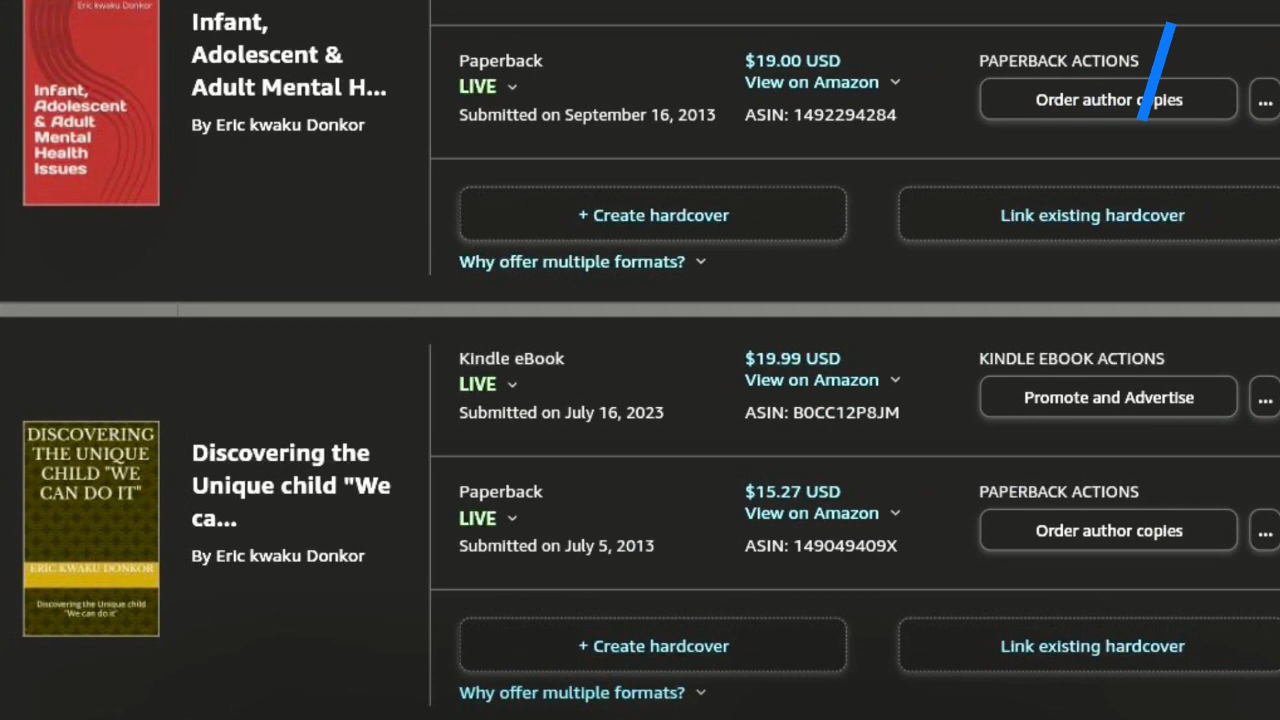 Eric kwaku Donkor
Infant,
Adolescent
& Adult
Mental
Health
Issues
Infant,
Adolescent &
Adult Mental H...
By Eric kwaku Donkor
Paperback
LIVE
Submitted on September 16, 2013
$19.00 USD
View on Amazon
ASIN: 1492294284
PAPERBACK ACTIONS
Order author copies
...
+ Create hardcover
Link existing hardcover
Why offer multiple formats?
DISCOVERING
THE UNIQUE
CHILD "WE
CAN DO IT"
ERIC KWAKU DONKOR
Discovering the Unique child
"We can do it"
Discovering the
Unique child "We
ca...
By Eric kwaku Donkor
Kindle eBook
LIVE
Submitted on July 16, 2023
$19.99 USD
View on Amazon
ASIN: B0CC12P8JM
KINDLE EBOOK ACTIONS
Promote and Advertise
...
Paperback
LIVE
Submitted on July 5, 2013
$15.27 USD
View on Amazon
ASIN: 149049409X
PAPERBACK ACTIONS
Order author copies
...
+ Create hardcover
Link existing hardcover
Why offer multiple formats?